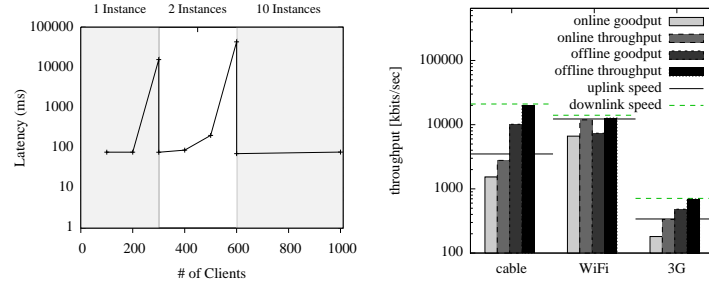 1 Instance 2 Instances 10 Instances
100000
10000
1000
100
10
1
Latency (ms)
0 200 400 600 800 1000
# of Clients
online goodput
online throughput
offline goodput
offline throughput
uplink speed
downlink speed
100000
10000
1000
100
throughput [kbits/sec]
cable WiFi 3G